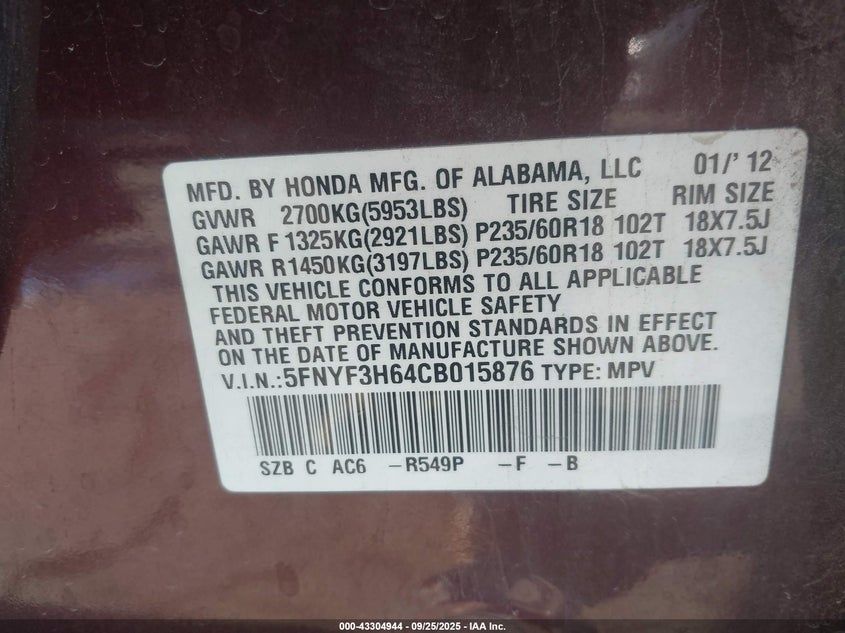 MFD. BY HONDA MFG. OF ALABAMA, LLC 01/' 12
GVWR 2700KG(5953LBS) TIRE SIZE RIM SIZE
GAWR F 1325KG(2921LBS) P235/60R18 102T 18X7.5J
GAWR R1450KG(3197LBS) P235/60R18 102T 18X7.5J
THIS VEHICLE CONFORMS TO ALL APPLICABLE
FEDERAL MOTOR VEHICLE SAFETY
AND THEFT PREVENTION STANDARDS IN EFFECT
ON THE DATE OF MANUFACTURE SHOWN ABOVE.
V.I.N.:5FNYF3H64CB015876 TYPE: MPV
SZB C AC6 -R549P -F -B
000-43304944 - 09/25/2025 - IAA Inc.